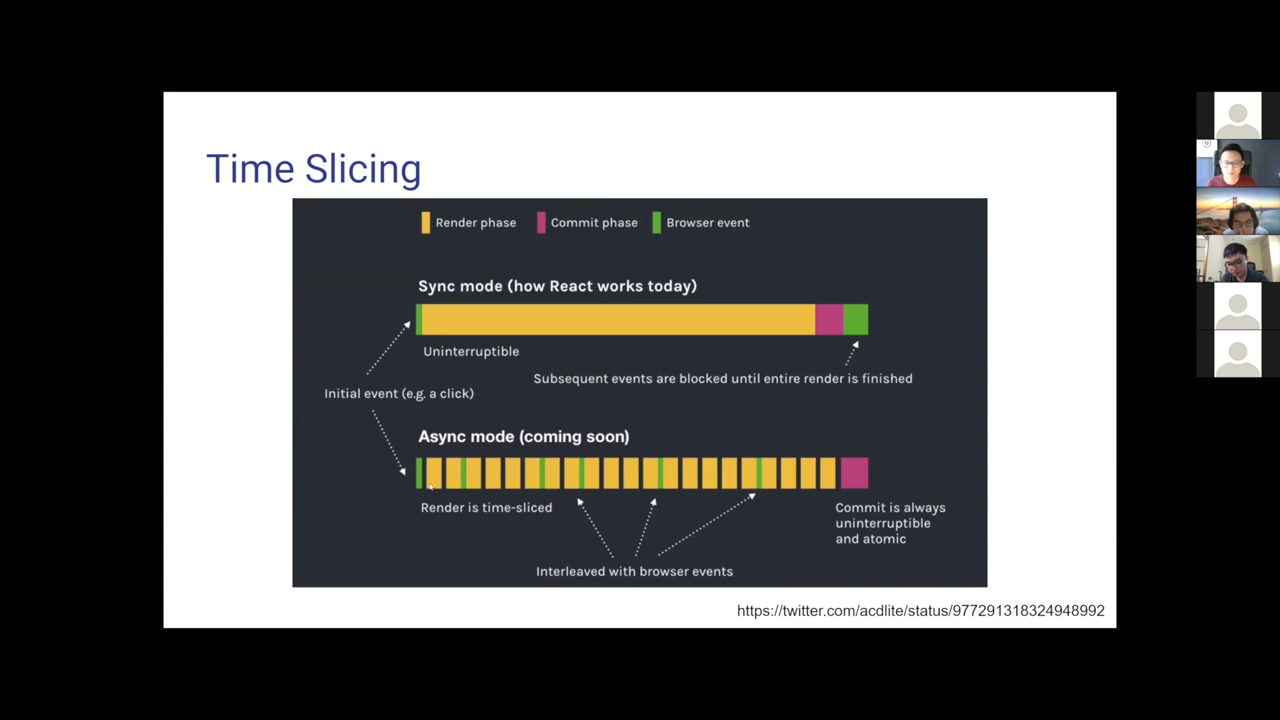 Time Slicing
Render phase
Commit phase
Browser event
Sync mode (how React works today)
Uninterruptible
Subsequent events are blocked until entire render is finished
Initial event (e.g. a click)
Async mode (coming soon)
Render is time-sliced
Commit is always
uninterruptible
and atomic
Interleaved with browser events
https://twitter.com/acdlite/status/977291318324948992